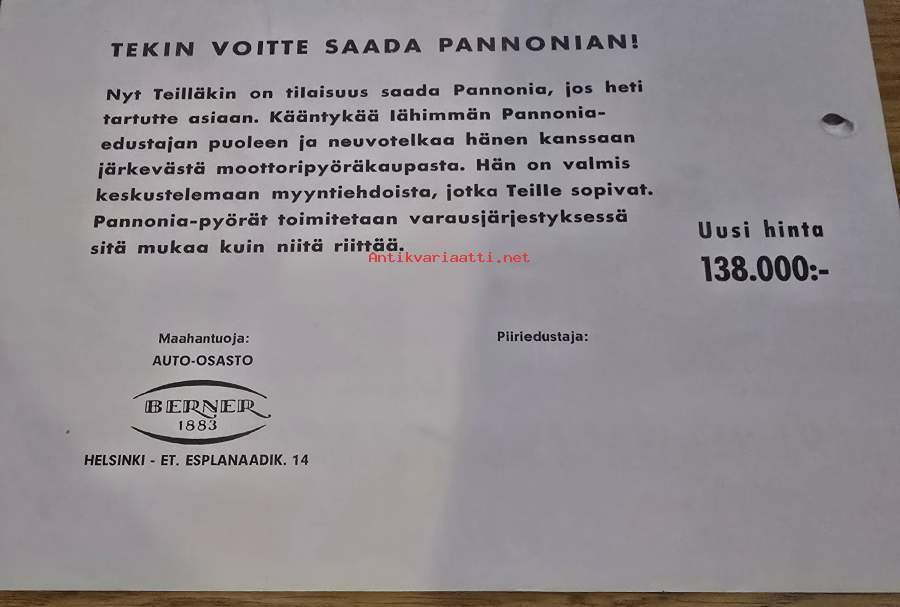 TEKIN VOITTE SAADA PANNONIAN!
Nyt Teilläkin on tilaisuus saada Pannonia, jos heti
tartutte asiaan. Kääntykää lähimmän Pannonia-
edustajan puoleen ja neuvotelkaa hänen kanssaan
järkevästä moottoripyöräkaupasta. Hän on valmis
keskustelemaan myyntiehdoista, jotka Teille sopivat.
Pannonia-pyörät toimitetaan varausjärjestyksessä
sitä mukaa kuin niitä riittää.
Antikvariaatti.net
Uusi hinta
138.000:-
Maahantuoja:
AUTO-OSASTO
BERNER
1883
HELSINKI - ET. ESPLANAADIK. 14
Piiriedustaja: